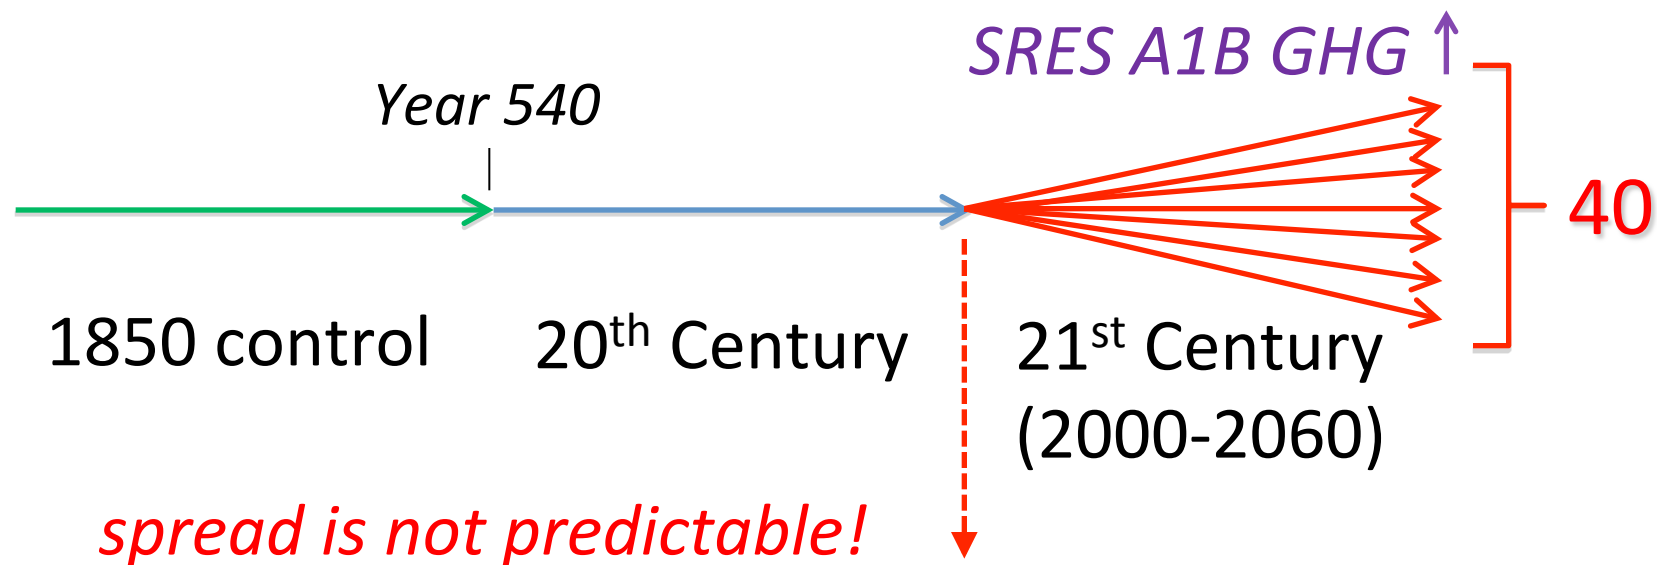 SRES A1B GHG ↑
Year 540
40
1850 control
20th Century
21st Century
(2000-2060)
spread is not predictable!